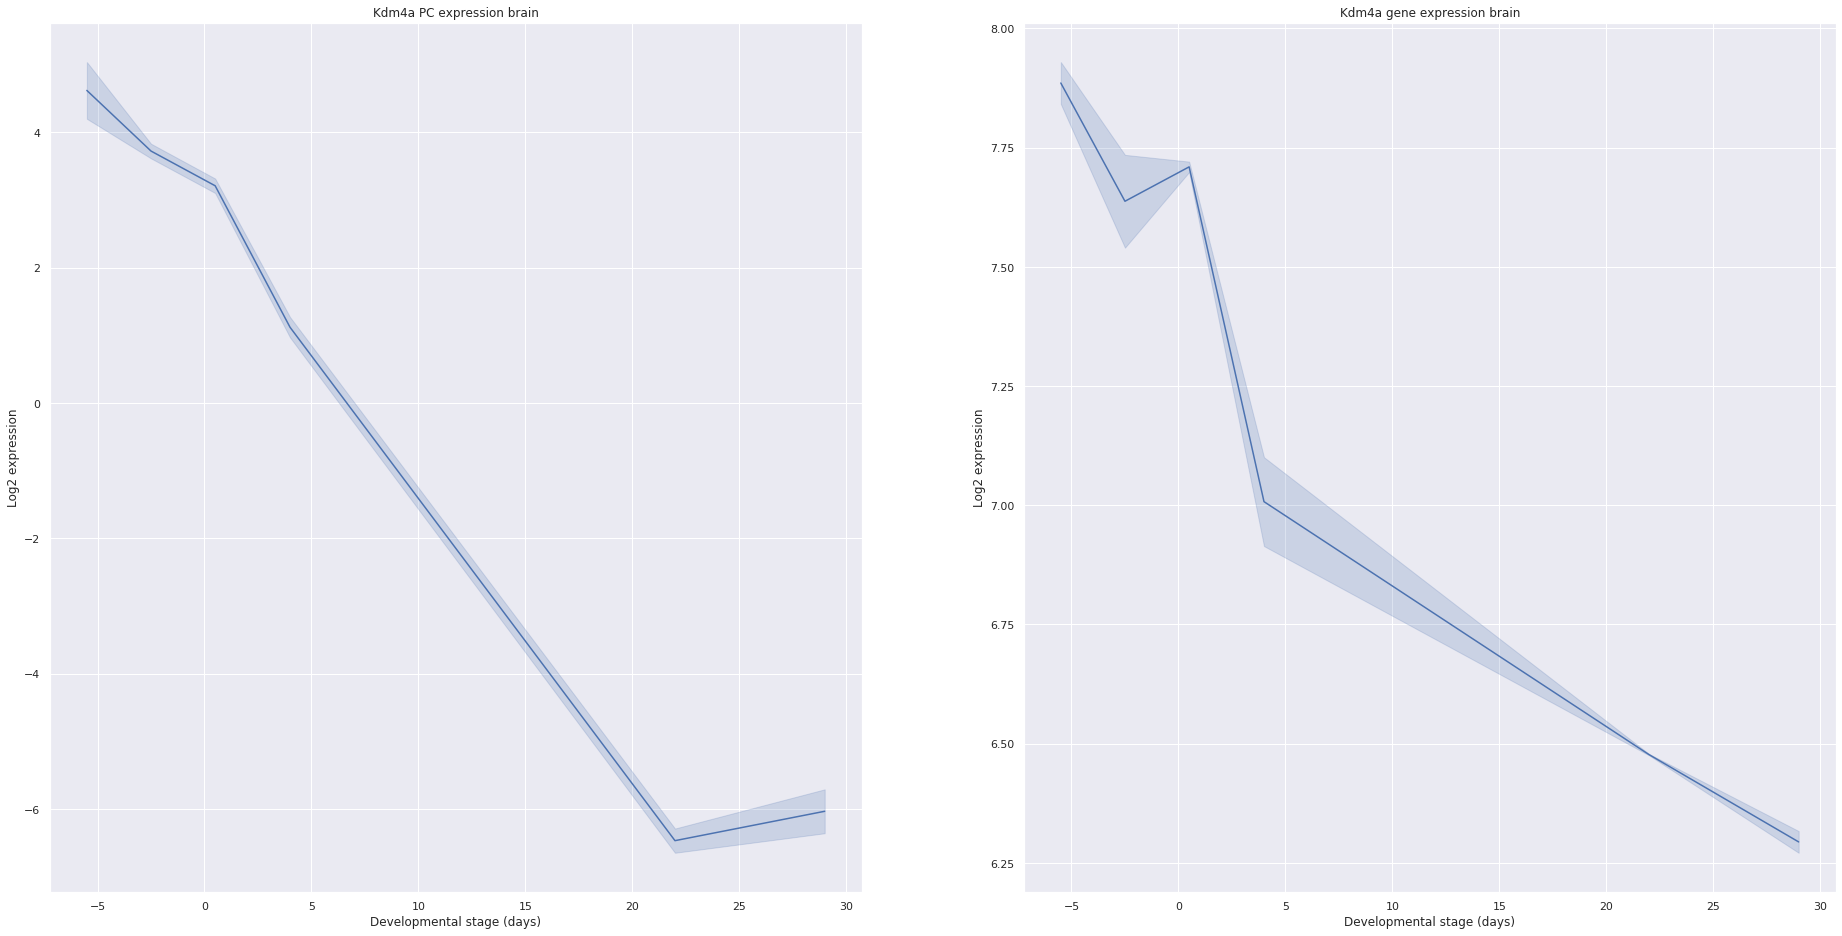 Kdm4a PC expression brain
Log2 expression
4
2
0
−2
−4
−6
−5 0 5 10 15 20 25 30
Developmental stage (days)
Kdm4a gene expression brain
Log2 expression
8.00
7.75
7.50
7.25
7.00
6.75
6.50
6.25
−5 0 5 10 15 20 25 30
Developmental stage (days)